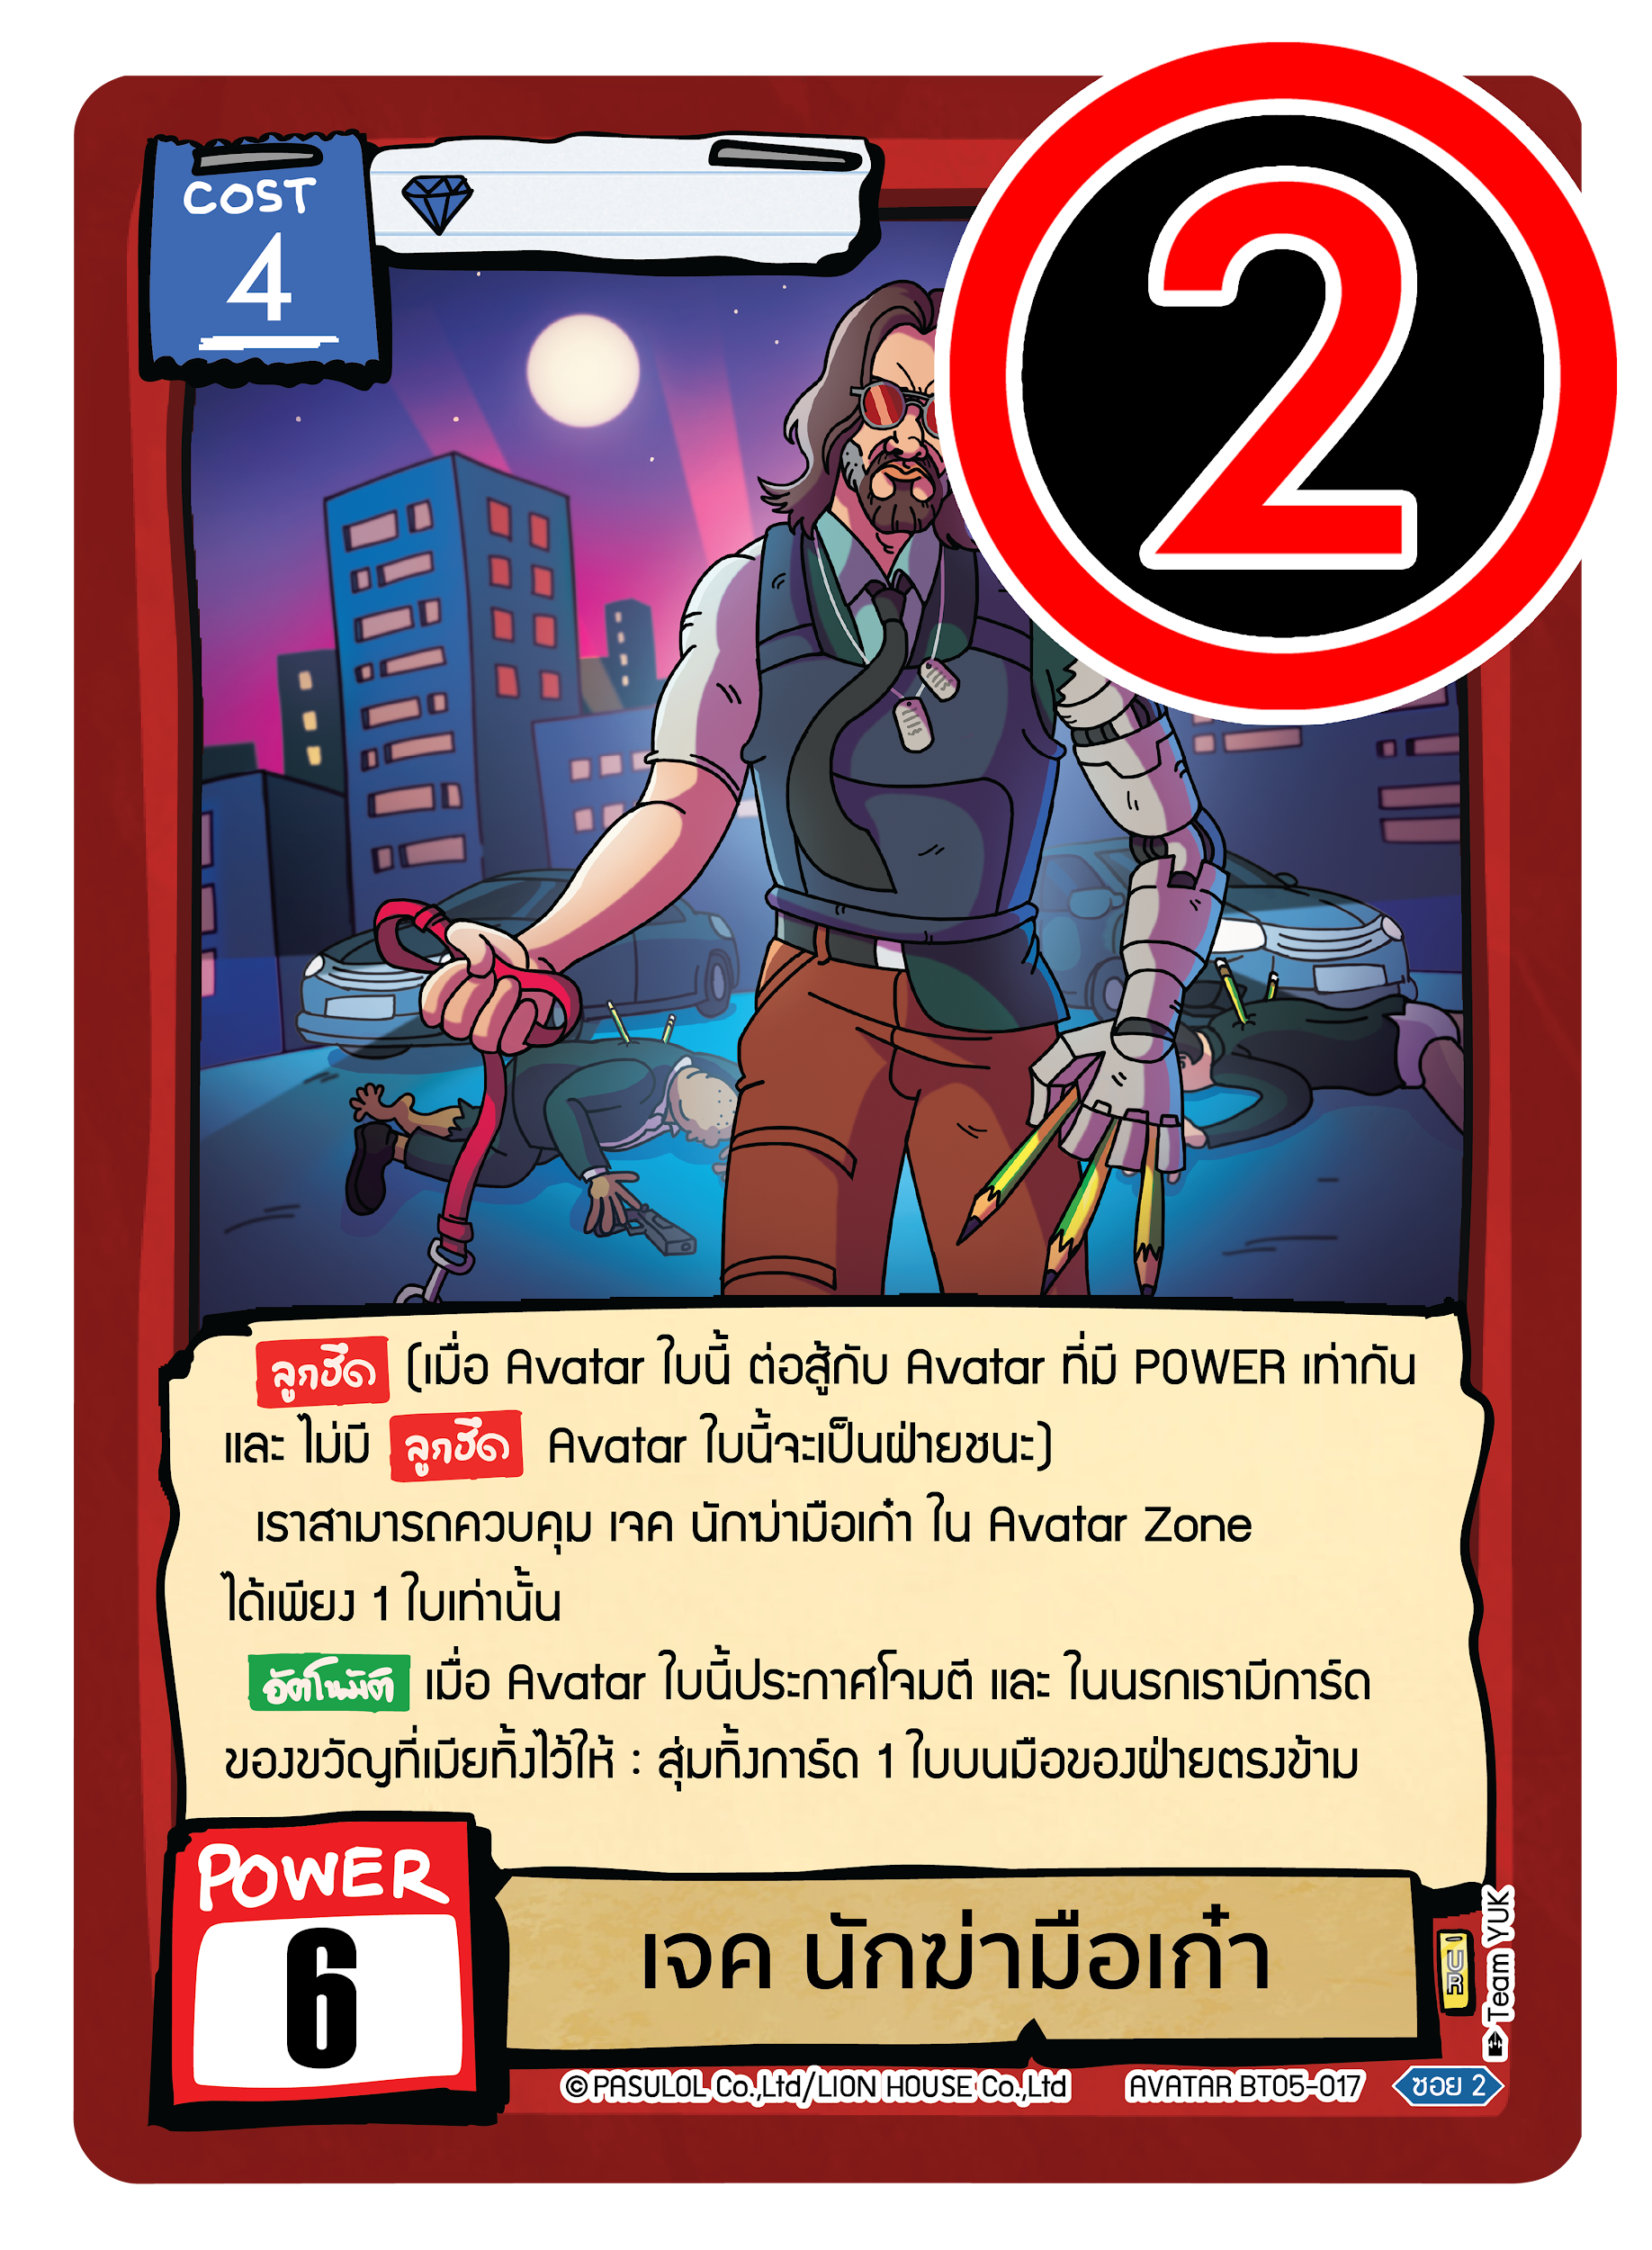 COST
4
2
ลูกฮึด (เมื่อ Avatar ใบนี้ ต่อสู้กับ Avatar ที่มี POWER เท่ากัน
และ ไม่มี ลูกฮึด Avatar ใบนี้จะเป็นฝ่ายชนะ)
เราสามารถควบคุม เจค นักฆ่ามือเก๋า ใน Avatar Zone
ได้เพียง 1 ใบเท่านั้น
อัตโนมัติ เมื่อ Avatar ใบนี้ประกาศโจมตี และ ในนรกเรามีการ์ด
ของขวัญที่เมียทิ้งไว้ให้ : สุ่มทิ้งการ์ด 1 ใบบนมือของฝ่ายตรงข้าม
POWER
6
เจค นักฆ่ามือเก๋า
UR
Team YUK
© PASULOL Co.,Ltd/LION HOUSE Co.,Ltd
AVATAR BT05-017
ซอย 2